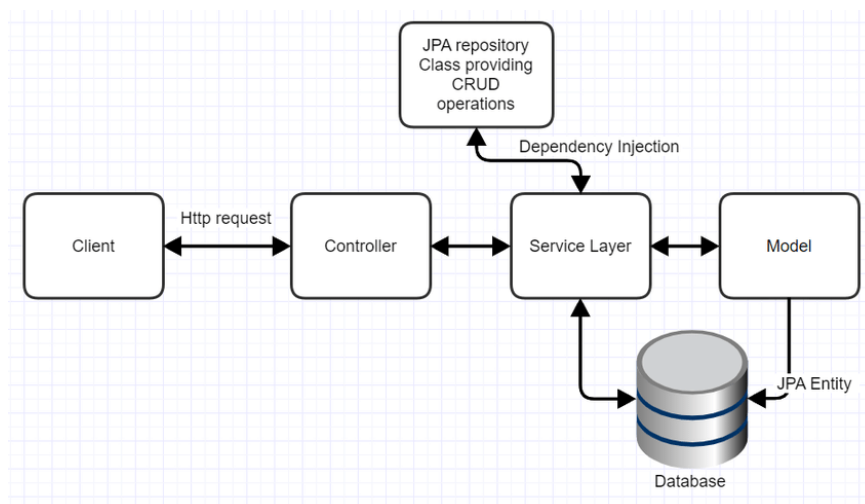 JPA repository
Class providing
CRUD
operations
Dependency Injection
Http request
Client
Controller
Service Layer
Model
JPA Entity
Database